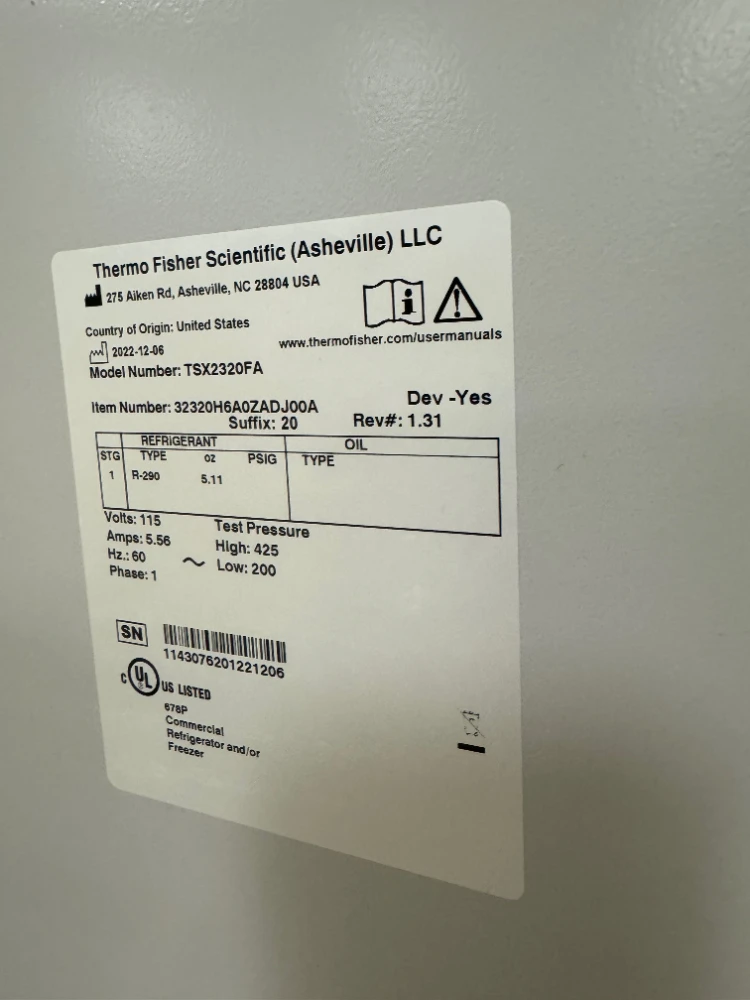 Thermo Fisher Scientific (Asheville) LLC
275 Aiken Rd, Asheville, NC 28804 USA
Country of Origin: United States
www.thermofisher.com/usermanuals
2022-12-06
Model Number: TSX2320FA
Item Number: 32320H6A0ZADJ00A
Dev -Yes
Suffix: 20
Rev#: 1.31
REFRIGERANT OIL
STG TYPE oz PSIG TYPE
1 R-290 5.11
Volts: 115 Test Pressure
Amps: 5.56 High: 425
Hz.: 60 Low: 200
Phase: 1
SN
1143076201221206
C UL US LISTED
678P
Commercial
Refrigerator and/or
Freezer